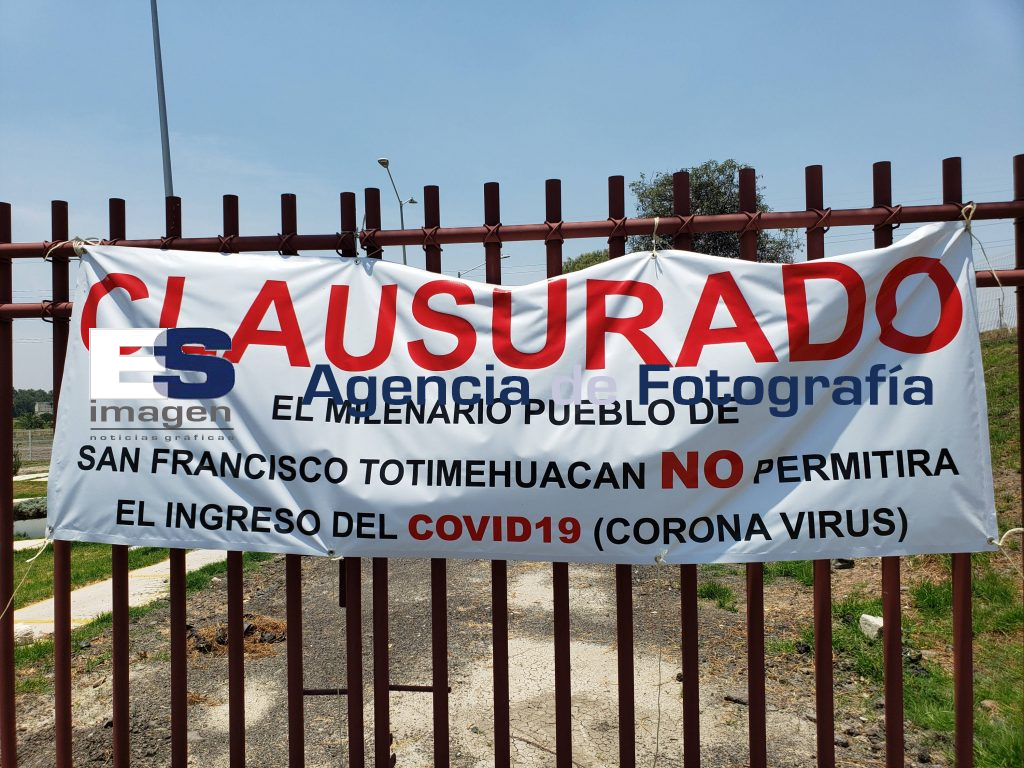 CLAUSURADO
ES Agencia de Fotografía
imagen
noticias gráficas
EL MILENARIO PUEBLO DE
SAN FRANCISCO TOTIMEHUACAN NO PERMITIRA
EL INGRESO DEL COVID19 (CORONA VIRUS)